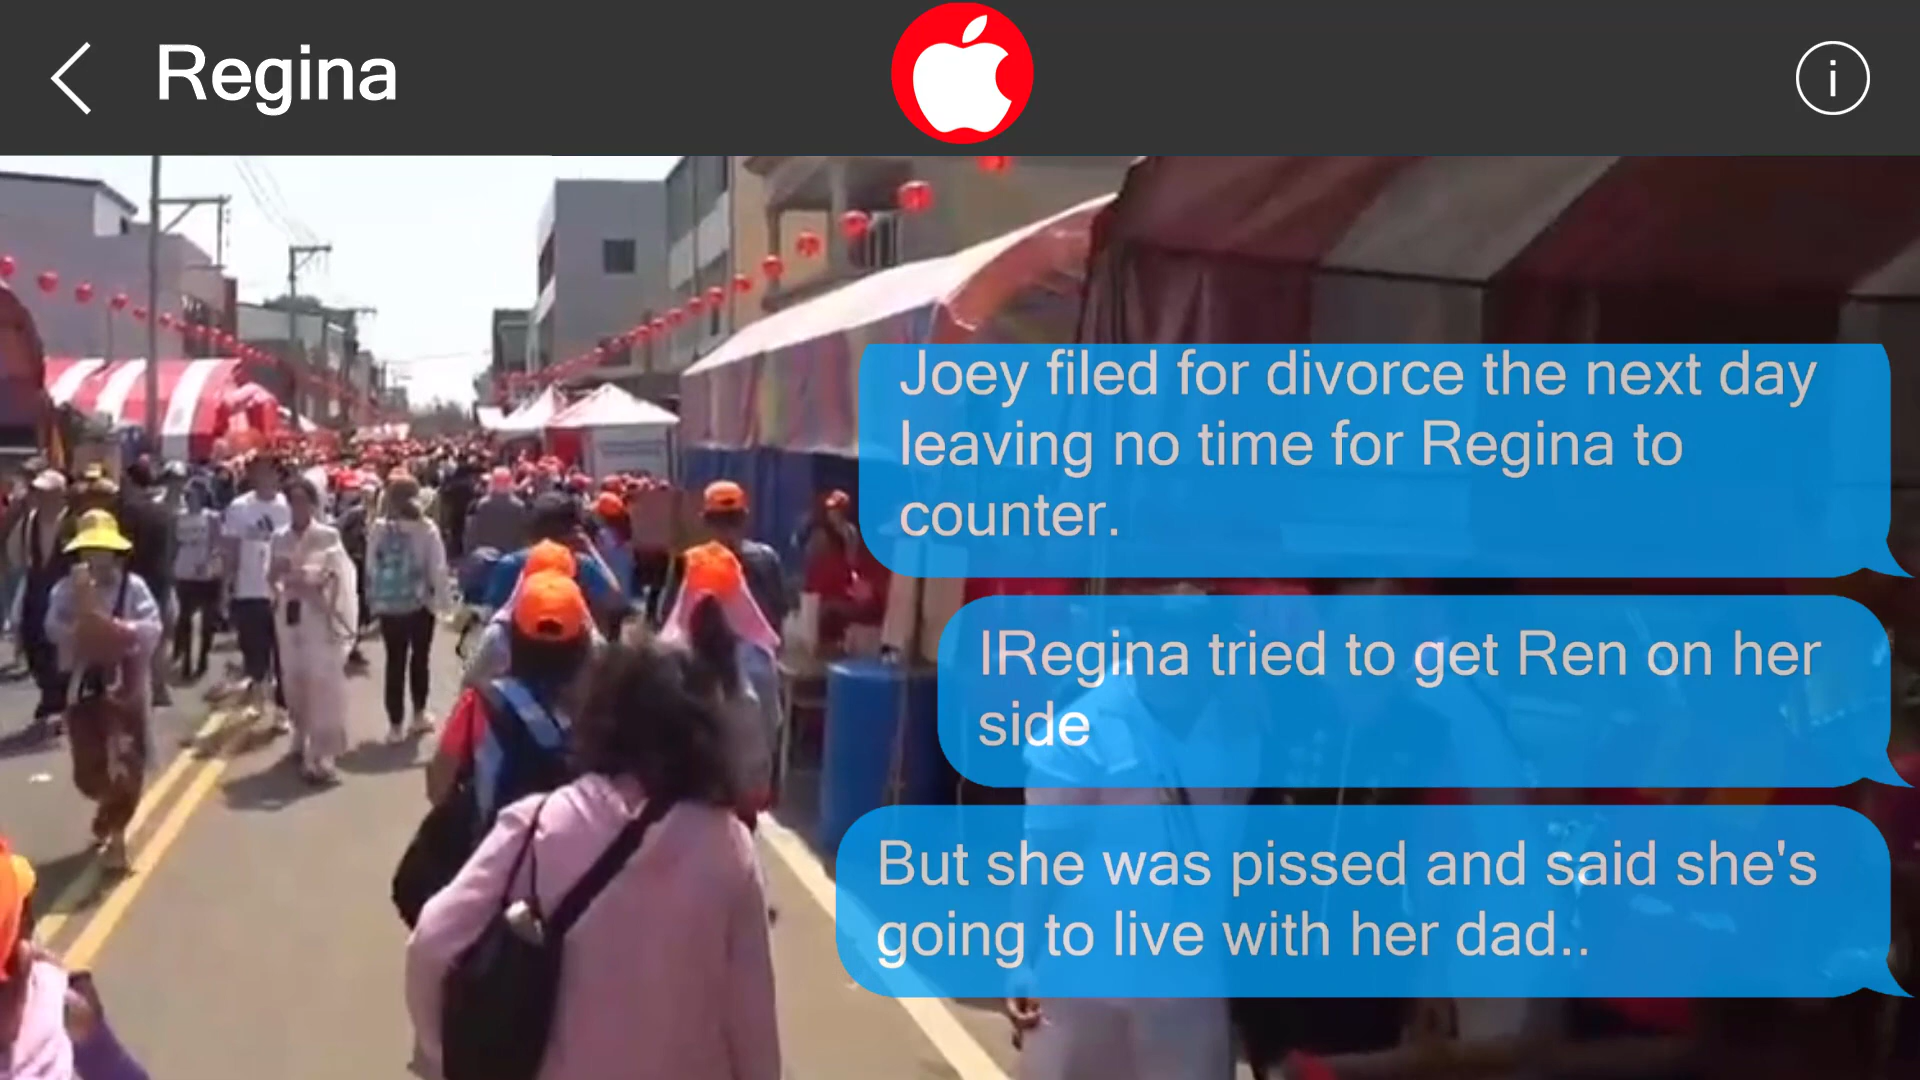 Regina
i
Joey filed for divorce the next day
leaving no time for Regina to
counter.
IRegina tried to get Ren on her
side
But she was pissed and said she's
going to live with her dad..